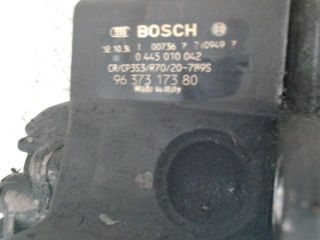 BOSCH
0 445 010 042
CR/CP3S3/R70/20-789S
96 373 173 80
Made in Italy